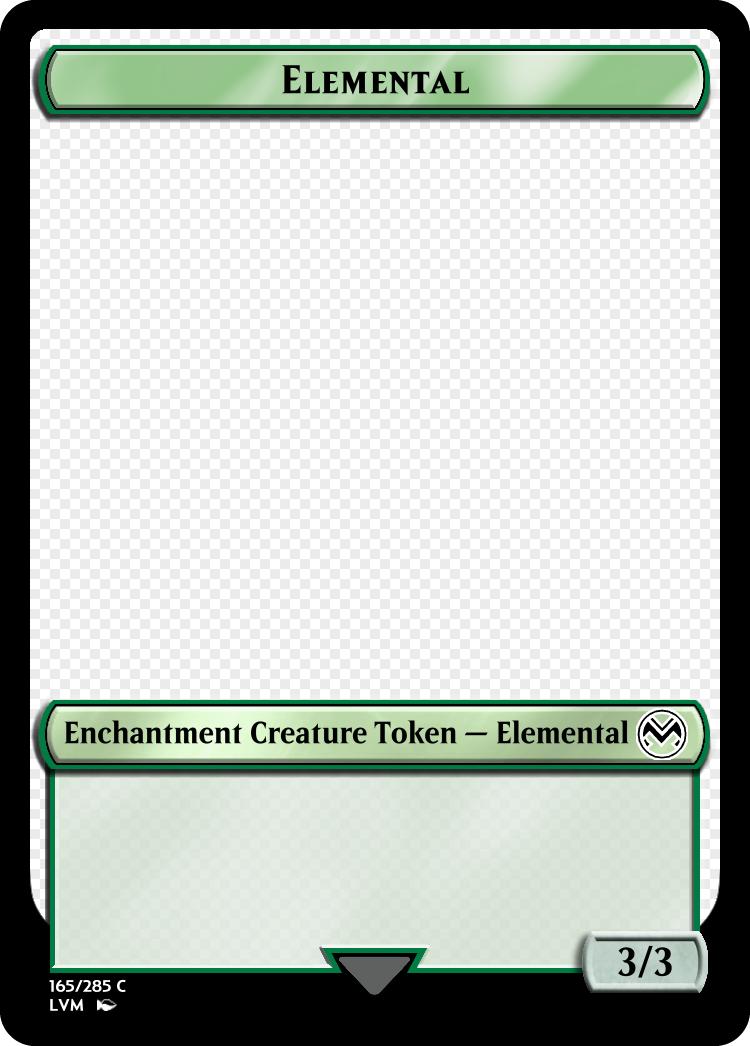 Elemental
Enchantment Creature Token — Elemental
3/3
165/285 C
LVM